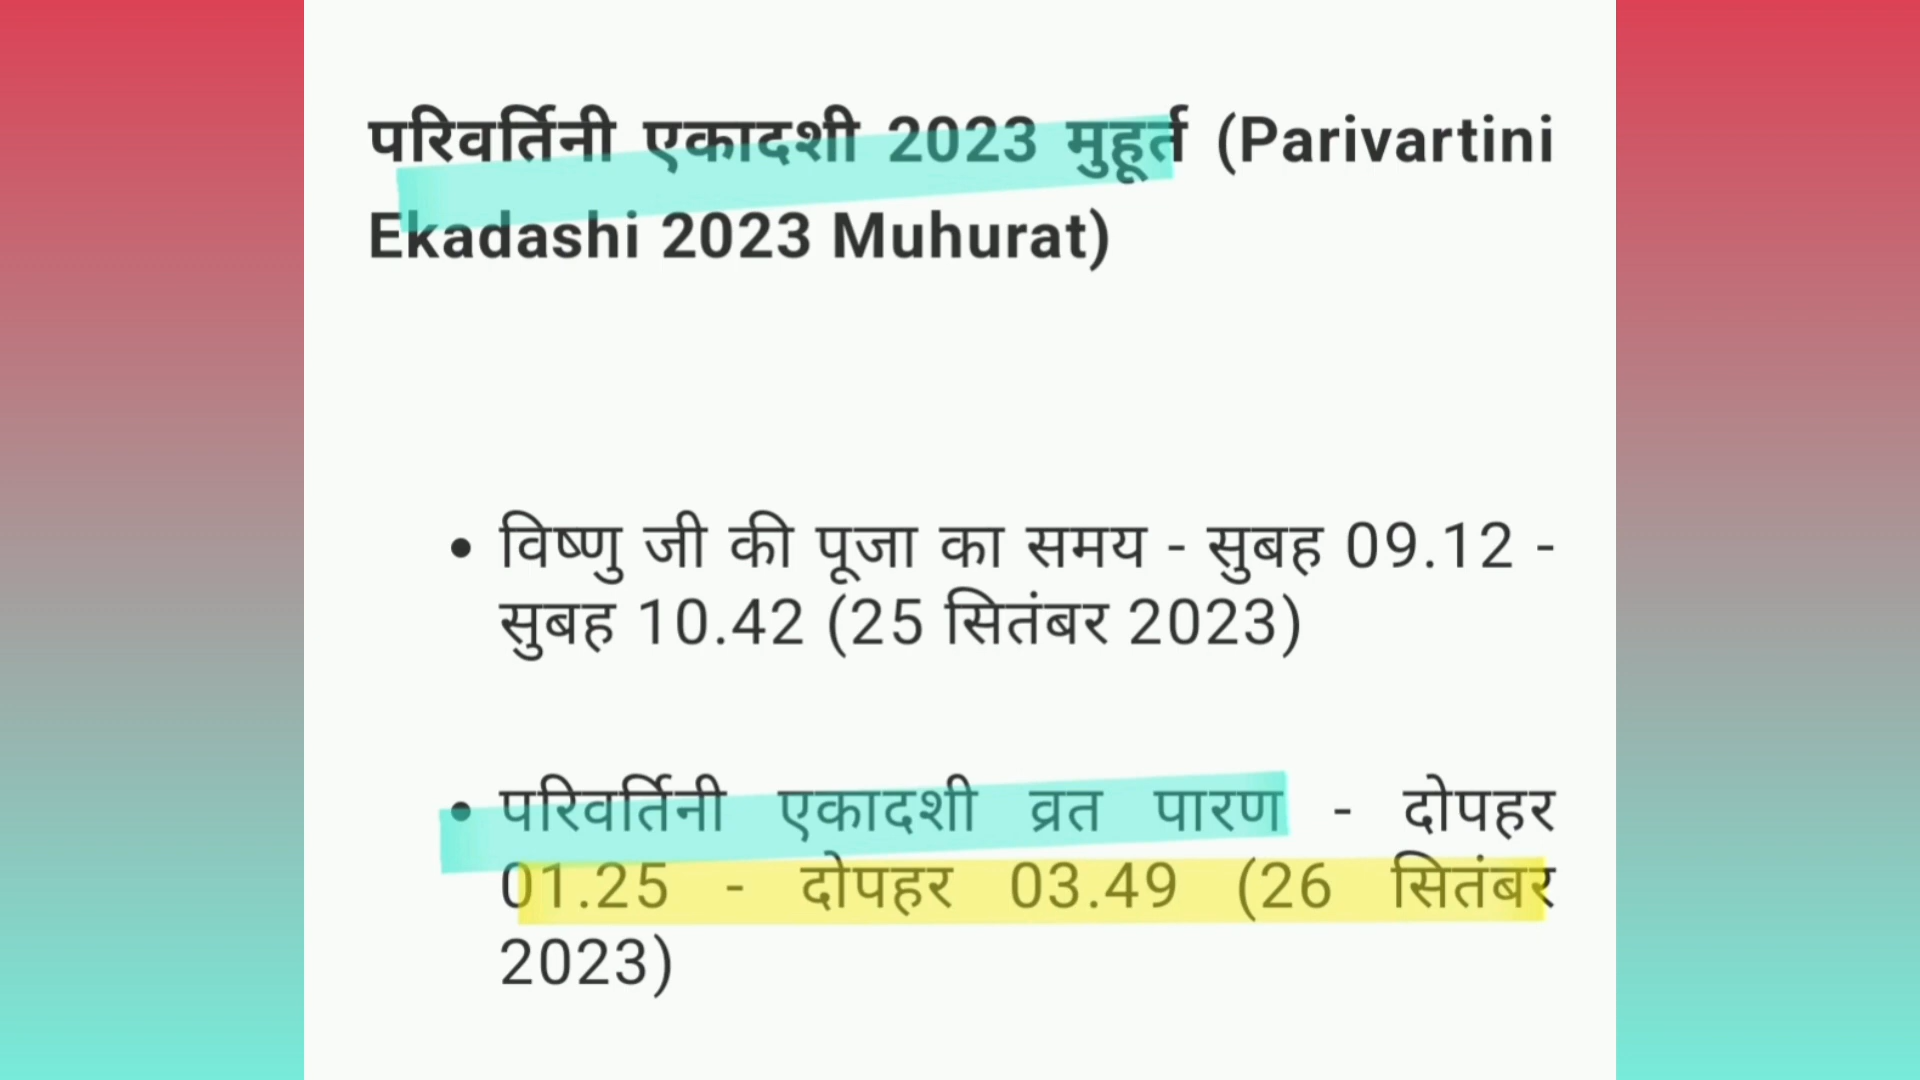 परिवर्तिनी एकादशी 2023 मुहूर्त (Parivartini
Ekadashi 2023 Muhurat)
• विष्णु जी की पूजा का समय - सुबह 09.12 -
सुबह 10.42 (25 सितंबर 2023)
• परिवर्तिनी एकादशी व्रत पारण - दोपहर
01.25 - दोपहर 03.49 (26 सितंबर
2023)